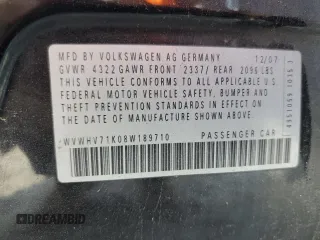 MFD. BY VOLKSWAGEN AG GERMANY 12/07
GVWR 4322 GAWR FRONT 2337/ REAR 2096 LBS
THIS VEHICLE CONFORMS TO ALL APPLICABLE U.S.
FEDERAL MOTOR VEHICLE SAFETY, BUMPER, AND
THEFT PREVENTION STANDARDS IN EFFECT ON
THE DATE OF MANUFACTURE SHOWN ABOVE.
*WVWHV71K08W189710* PASSENGER CAR
DREAMBID